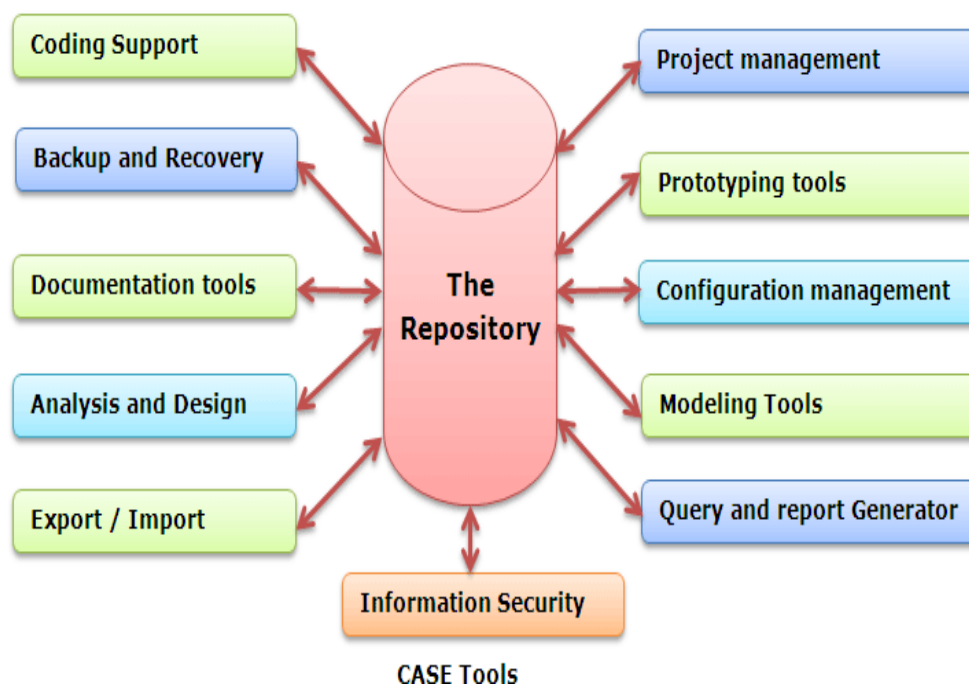 Coding Support
Project management
Backup and Recovery
Prototyping tools
Documentation tools
The
Repository
Configuration management
Analysis and Design
Modeling Tools
Export / Import
Query and report Generator
Information Security
CASE Tools